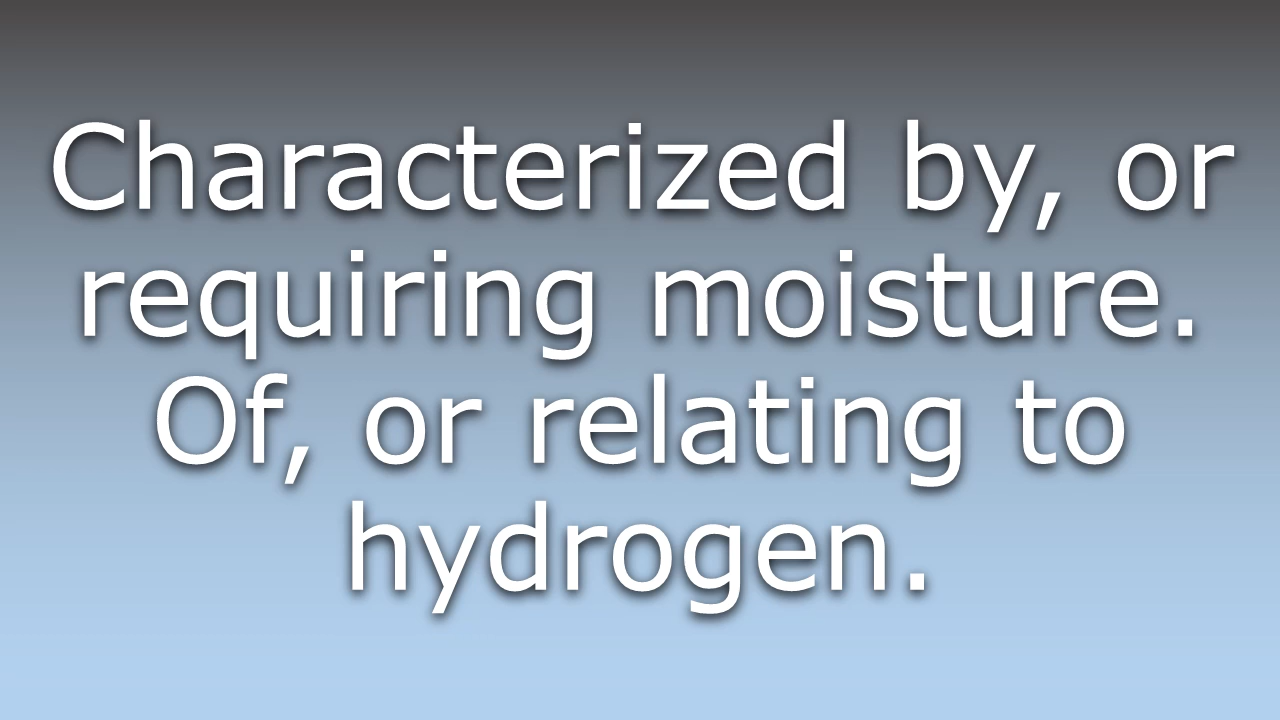 Characterized by, or
requiring moisture.
Of, or relating to
hydrogen.